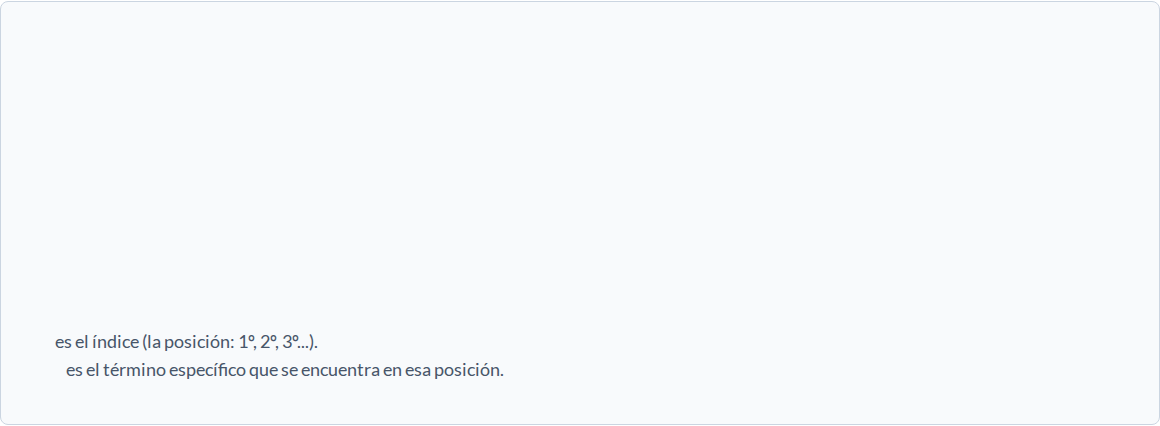 es el índice (la posición: 1º, 2º, 3º...).
es el término específico que se encuentra en esa posición.